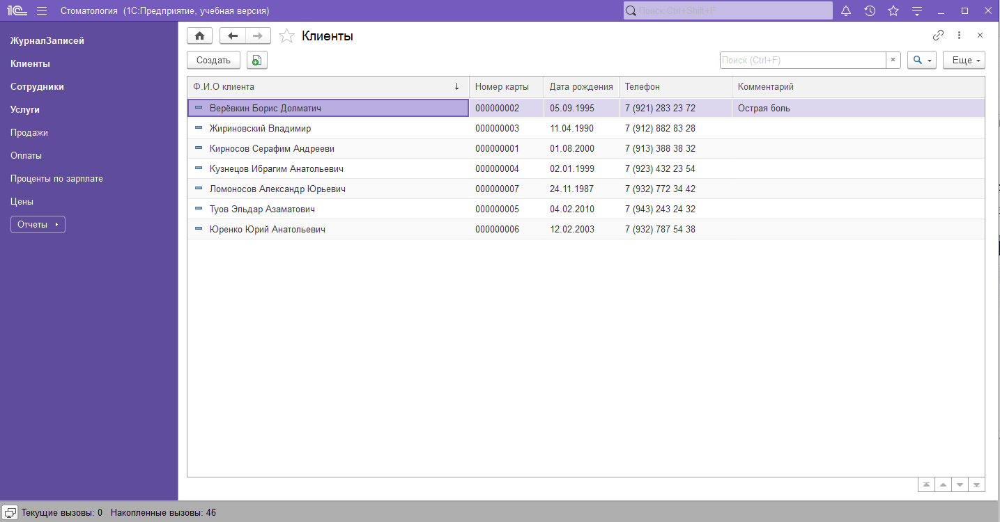 1С Стоматология (1С:Предприятие, учебная версия) Поиск Ctrl+Shift+F
ЖурналЗаписей
Клиенты
Сотрудники
Услуги
Продажи
Оплаты
Проценты по зарплате
Цены
Отчеты
Клиенты
Создать Поиск (Ctrl+F) × Еще
Ф.И.О клиента ↓ Номер карты Дата рождения Телефон Комментарий
Верёвкин Борис Долматич 000000002 05.09.1995 7 (921) 283 23 72 Острая боль
Жириновский Владимир 000000003 11.04.1990 7 (912) 882 83 28
Кирносов Серафим Андрееви 000000001 01.08.2000 7 (913) 388 38 32
Кузнецов Ибрагим Анатольевич 000000004 02.01.1999 7 (923) 432 23 54
Ломоносов Александр Юрьевич 000000007 24.11.1987 7 (932) 772 34 42
Туов Эльдар Азаматович 000000005 04.02.2010 7 (943) 243 24 32
Юренко Юрий Анатольевич 000000006 12.02.2003 7 (932) 787 54 38
Текущие вызовы: 0 Накопленные вызовы: 46